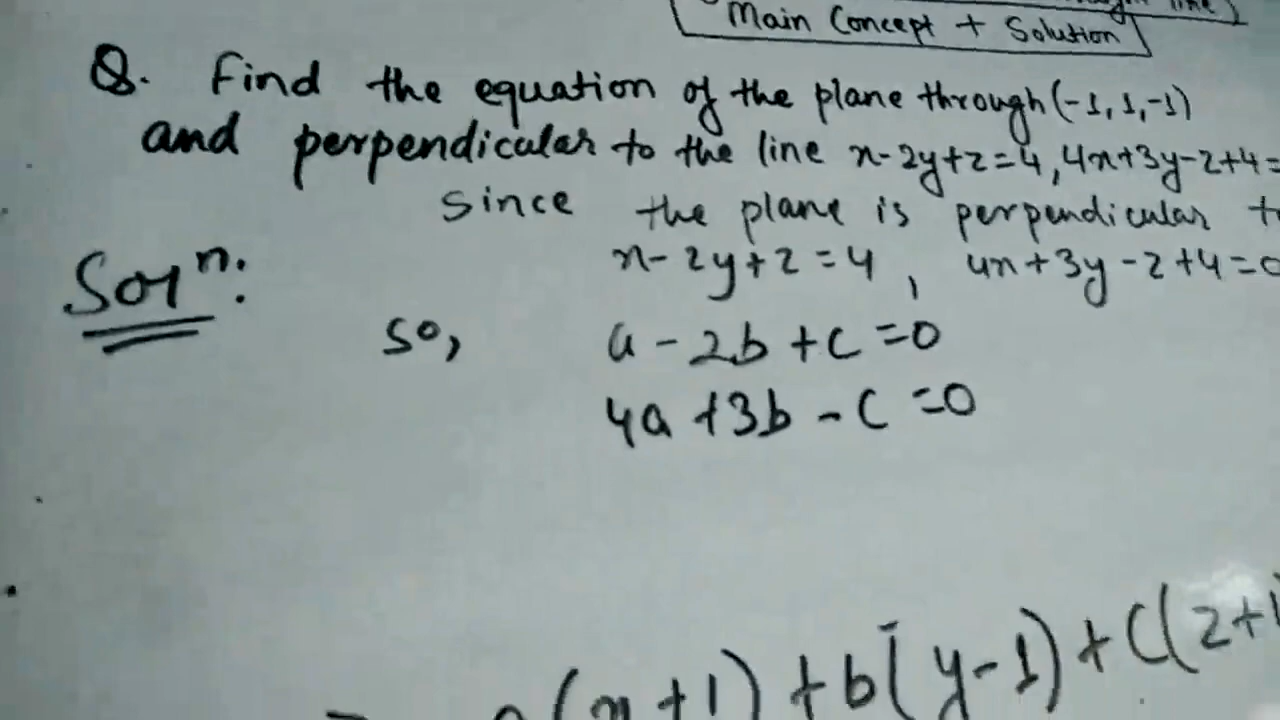 line)
Main Concept + Solution
Q. Find the equation of the plane through (-1,1,-1)
and perpendicular to the line x-2y+z=4, 4x+3y-z+4=
since the plane is perpendicular
x-2y+z=4, 4x+3y-z+4=0
Solⁿ:
so, a-2b+c=0
4a+3b-c=0
a(x+1)+b(y-1)+c(z+1